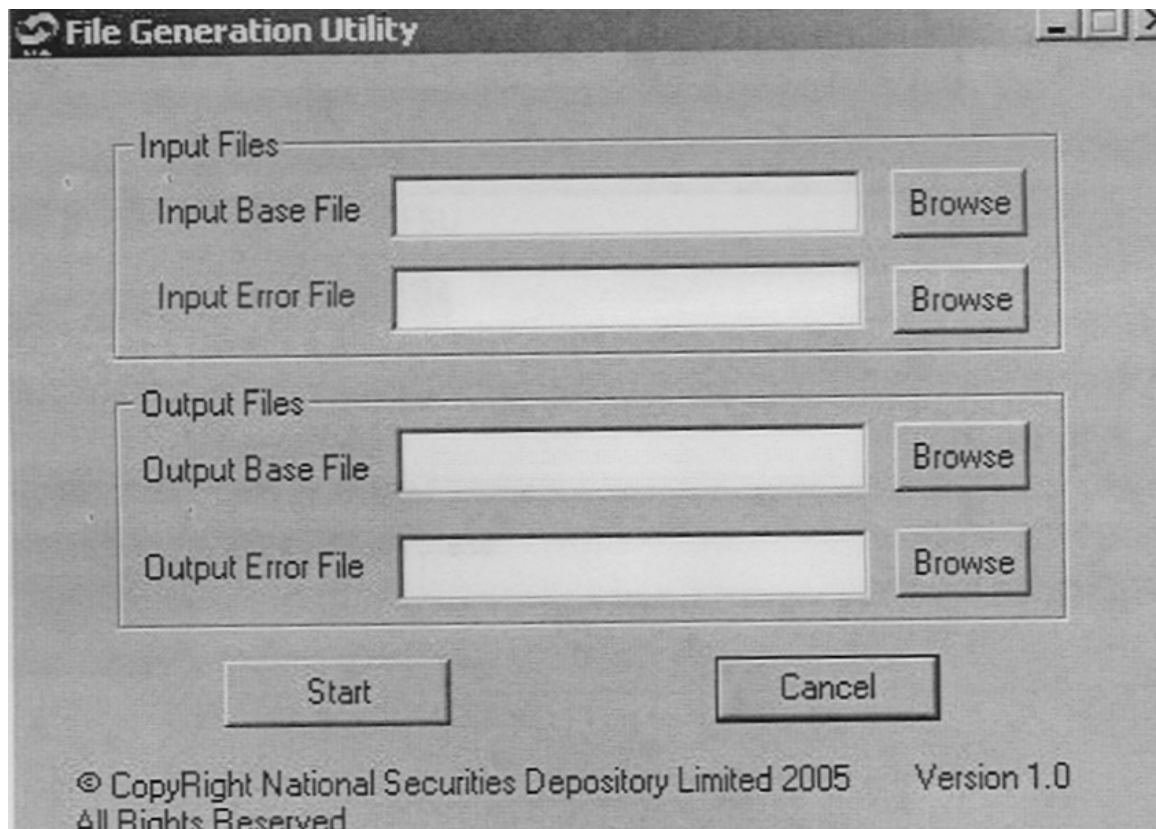 File Generation Utility
Input Files
Input Base File
Browse
Input Error File
Browse
Output Files
Output Base File
Browse
Output Error File
Browse
Start
Cancel
© CopyRight National Securities Depository Limited 2005 Version 1.0
All Rights Reserved